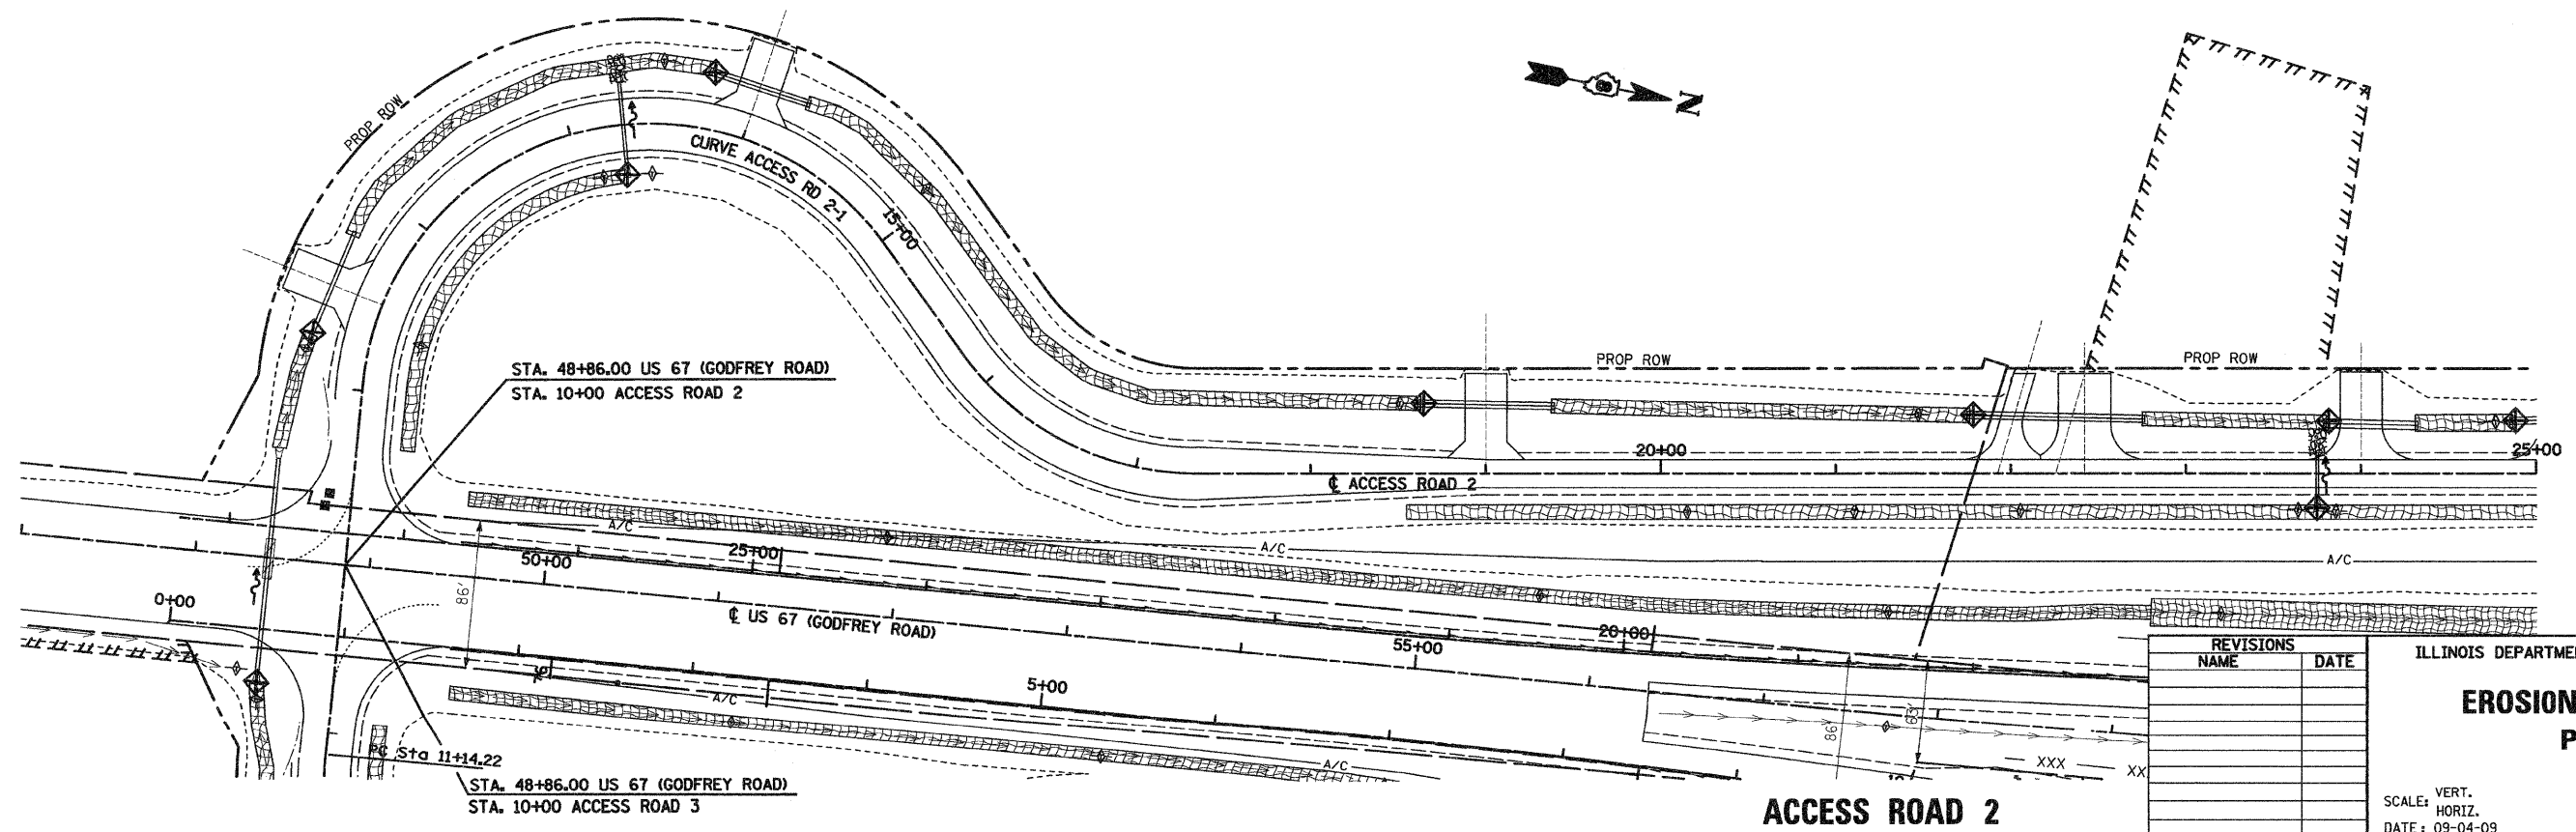 N
PROP ROW
CURVE ACCESS RD 2-1
15+00
STA. 48+86.00 US 67 (GODFREY ROAD)
STA. 10+00 ACCESS ROAD 2
PROP ROW
PROP ROW
20+00
25+00
℄ ACCESS ROAD 2
A/C
A/C
A/C
50+00
25+00
86'
0+00
℄ US 67 (GODFREY ROAD)
55+00
20+00
5+00
A/C
A/C
86'
63'
XXX
XX
PC Sta 11+14.22
STA. 48+86.00 US 67 (GODFREY ROAD)
STA. 10+00 ACCESS ROAD 3
ACCESS ROAD 2
REVISIONS
NAME DATE
ILLINOIS DEPARTME
EROSION
P
SCALE: VERT.
HORIZ.
DATE: 09-04-09